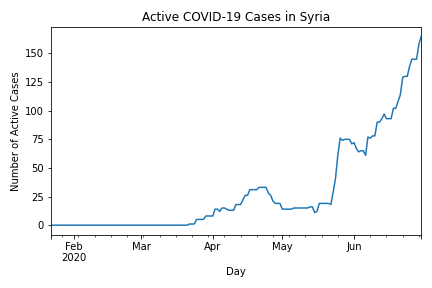 Active COVID-19 Cases in Syria
Number of Active Cases
150
125
100
75
50
25
0
Feb
2020
Mar
Apr
May
Jun
Day